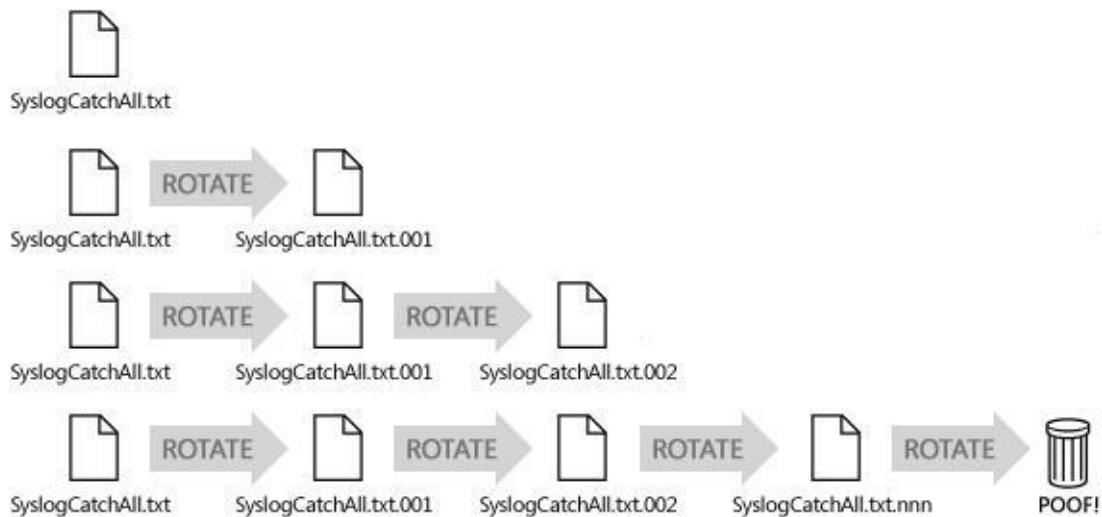 SyslogCatchAll.txt
ROTATE
SyslogCatchAll.txt SyslogCatchAll.txt.001
ROTATE ROTATE
SyslogCatchAll.txt SyslogCatchAll.txt.001 SyslogCatchAll.txt.002
ROTATE ROTATE ROTATE ROTATE
SyslogCatchAll.txt SyslogCatchAll.txt.001 SyslogCatchAll.txt.002 SyslogCatchAll.txt.nnn POOF!